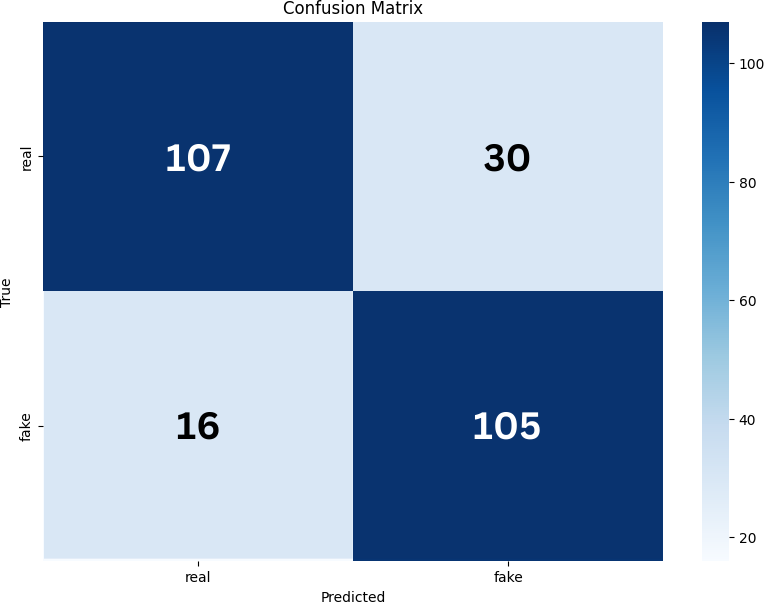 Confusion Matrix
True
real
107
30
fake
16
105
real
fake
Predicted
100
80
60
40
20